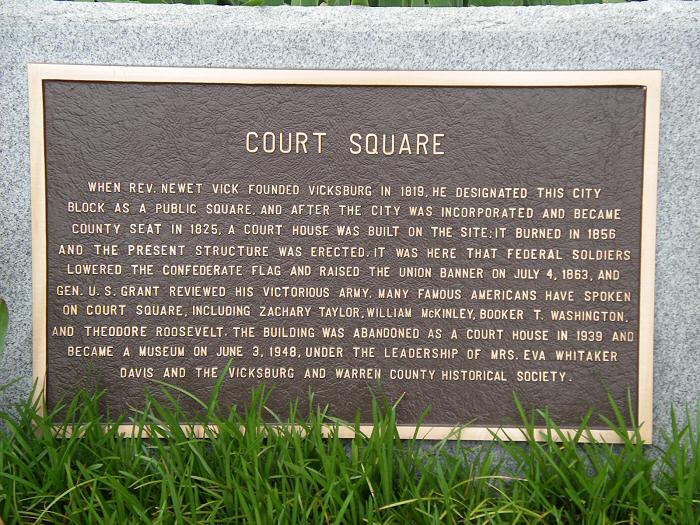 COURT SQUARE
WHEN REV. NEWET VICK FOUNDED VICKSBURG IN 1819, HE DESIGNATED THIS CITY
BLOCK AS A PUBLIC SQUARE, AND AFTER THE CITY WAS INCORPORATED AND BECAME
COUNTY SEAT IN 1825, A COURT HOUSE WAS BUILT ON THE SITE; IT BURNED IN 1856
AND THE PRESENT STRUCTURE WAS ERECTED. IT WAS HERE THAT FEDERAL SOLDIERS
LOWERED THE CONFEDERATE FLAG AND RAISED THE UNION BANNER ON JULY 4, 1863, AND
GEN. U. S. GRANT REVIEWED HIS VICTORIOUS ARMY. MANY FAMOUS AMERICANS HAVE SPOKEN
ON COURT SQUARE, INCLUDING ZACHARY TAYLOR, WILLIAM McKINLEY, BOOKER T. WASHINGTON,
AND THEODORE ROOSEVELT. THE BUILDING WAS ABANDONED AS A COURT HOUSE IN 1939 AND
BECAME A MUSEUM ON JUNE 3, 1948, UNDER THE LEADERSHIP OF MRS. EVA WHITAKER
DAVIS AND THE VICKSBURG AND WARREN COUNTY HISTORICAL SOCIETY.